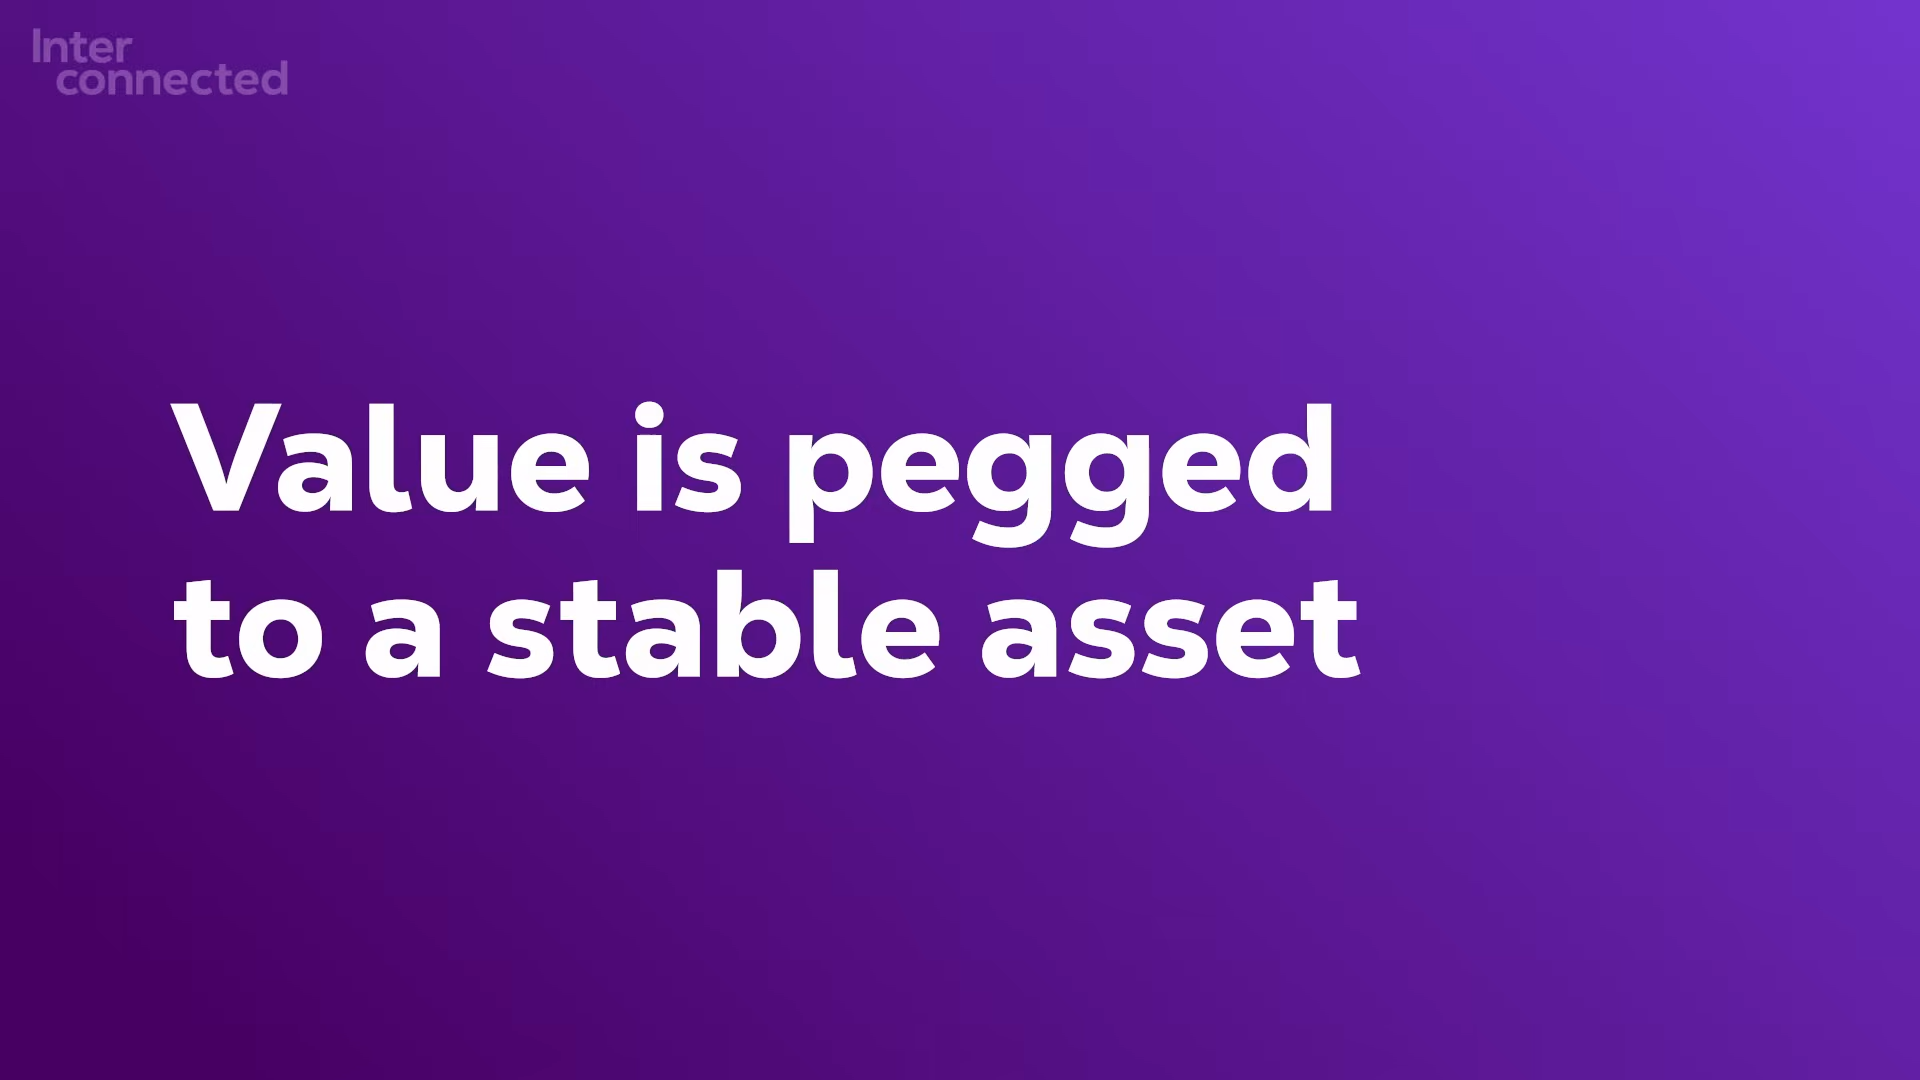 Inter
connected
Value is pegged
to a stable asset